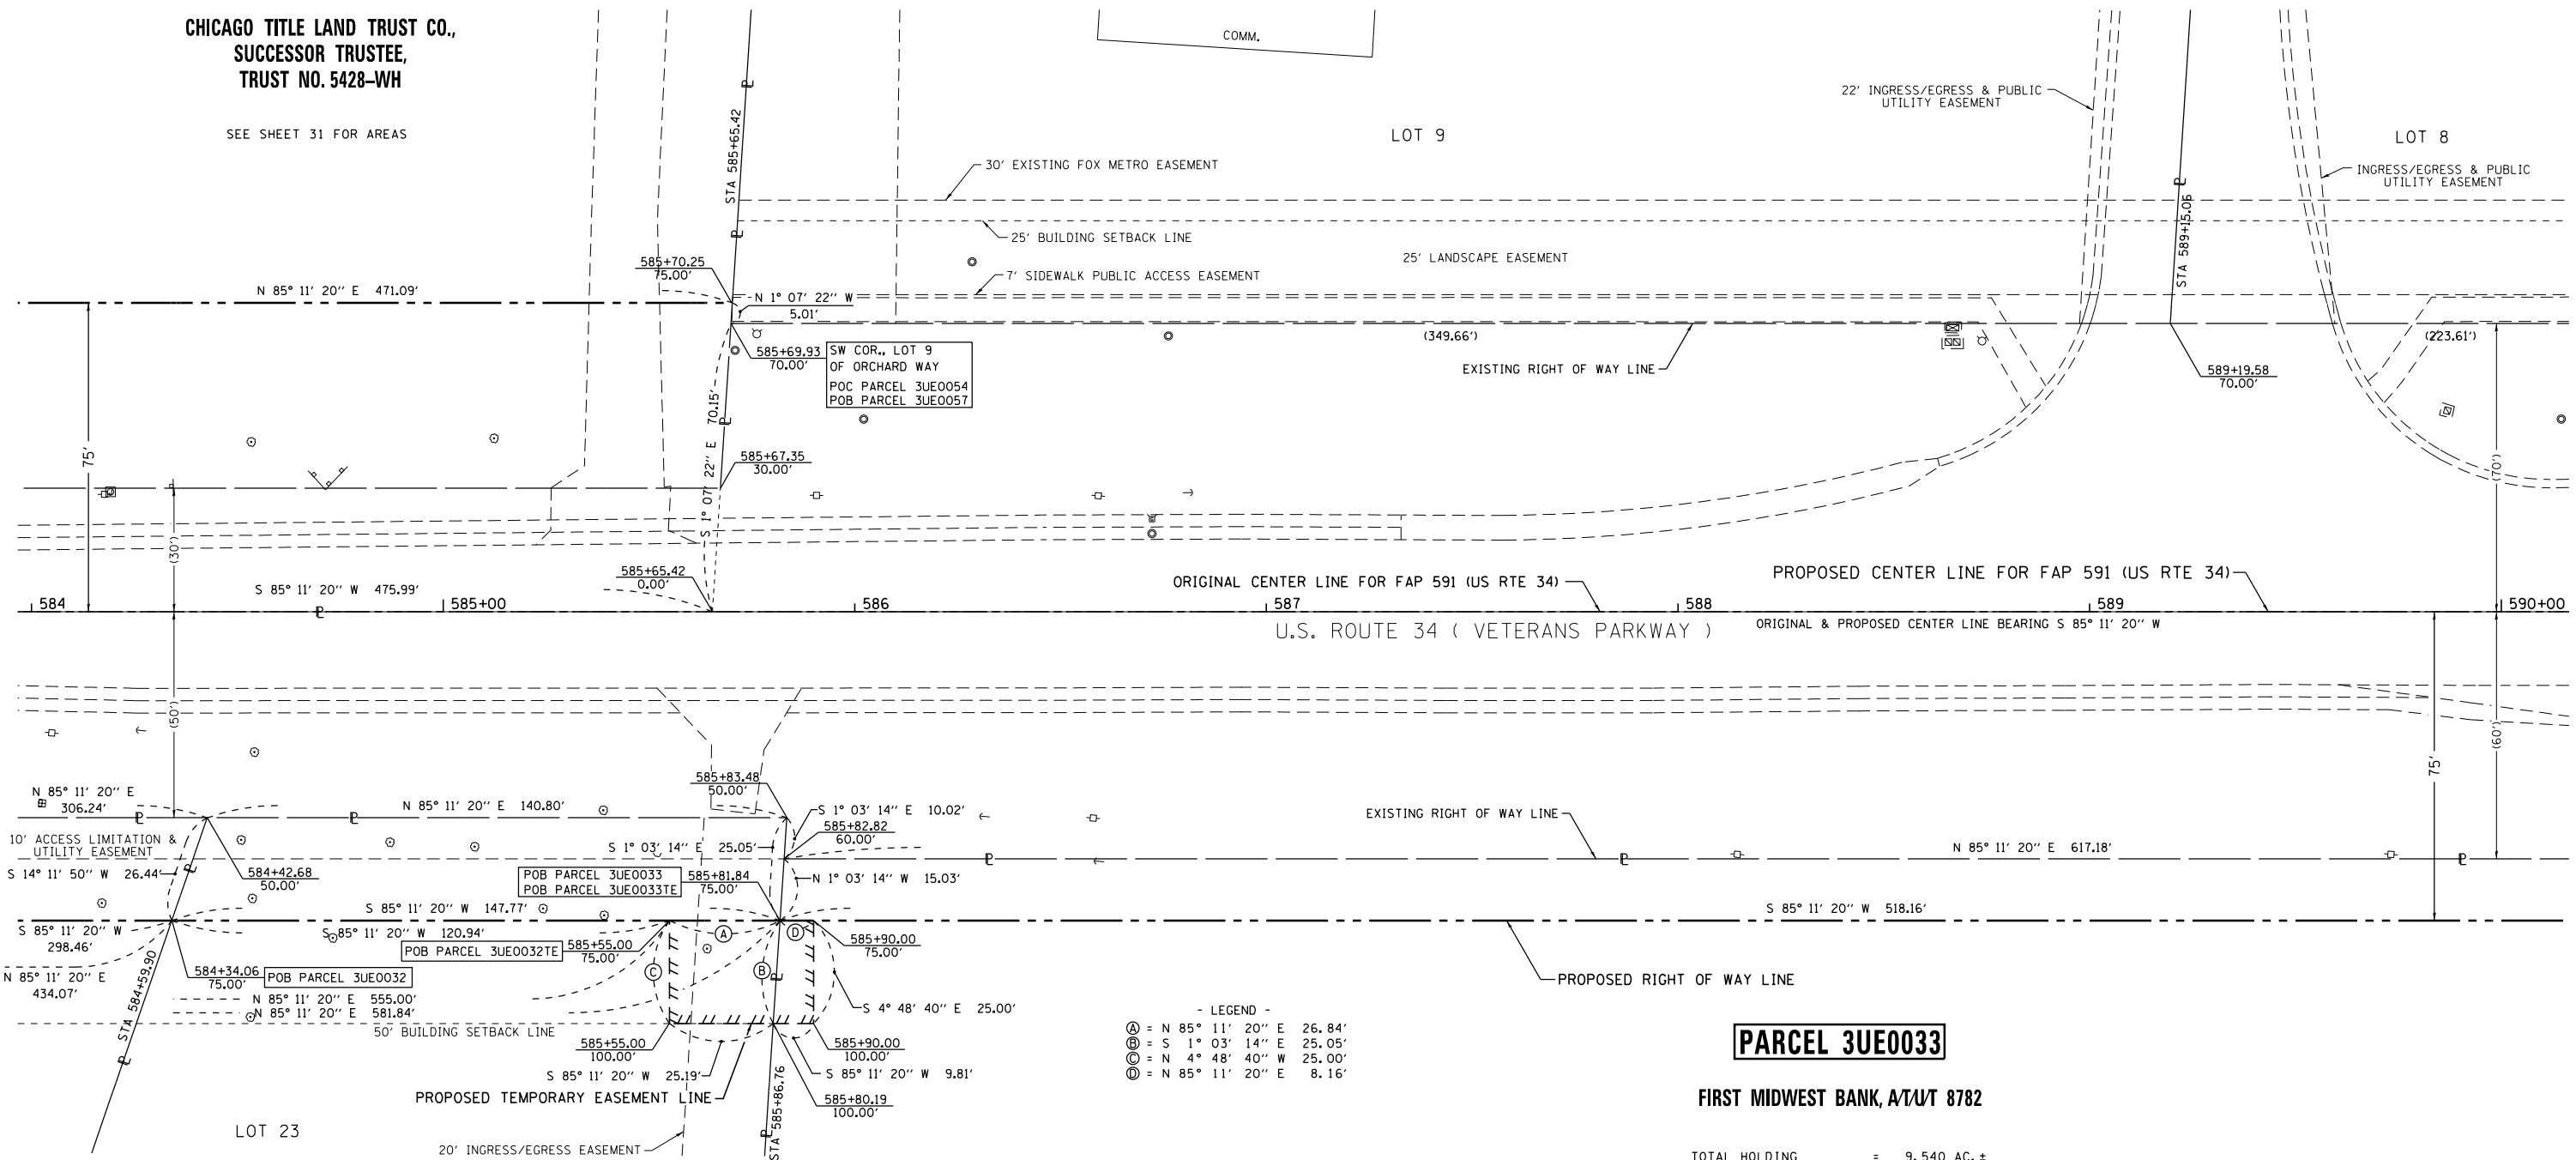 CHICAGO TITLE LAND TRUST CO.,
SUCCESSOR TRUSTEE,
TRUST NO. 5428–WH
SEE SHEET 31 FOR AREAS
COMM.
22' INGRESS/EGRESS & PUBLIC
UTILITY EASEMENT
LOT 9
LOT 8
INGRESS/EGRESS & PUBLIC
UTILITY EASEMENT
STA 585+65.42
30' EXISTING FOX METRO EASEMENT
STA 589+15.06
25' BUILDING SETBACK LINE
25' LANDSCAPE EASEMENT
7' SIDEWALK PUBLIC ACCESS EASEMENT
585+70.25
75.00'
N 85° 11' 20'' E 471.09'
N 1° 07' 22'' W
5.01'
585+69.93
70.00'
SW COR., LOT 9
OF ORCHARD WAY
POC PARCEL 3UE0054
POB PARCEL 3UE0057
(349.66')
EXISTING RIGHT OF WAY LINE
(223.61')
589+19.58
70.00'
75'
S 1° 07' 22'' E 70.15'
585+67.35
30.00'
(70')
(30')
585+65.42
0.00'
S 85° 11' 20'' W 475.99'
ORIGINAL CENTER LINE FOR FAP 591 (US RTE 34)
PROPOSED CENTER LINE FOR FAP 591 (US RTE 34)
584
585+00
586
587
588
589
590+00
U.S. ROUTE 34 ( VETERANS PARKWAY )
ORIGINAL & PROPOSED CENTER LINE BEARING S 85° 11' 20'' W
(50')
(60')
75'
585+83.48
50.00'
N 85° 11' 20'' E
306.24'
N 85° 11' 20'' E 140.80'
S 1° 03' 14'' E 10.02'
585+82.82
60.00'
EXISTING RIGHT OF WAY LINE
10' ACCESS LIMITATION &
UTILITY EASEMENT
S 1° 03' 14'' E 25.05'
N 85° 11' 20'' E 617.18'
S 14° 11' 50'' W 26.44'
584+42.68
50.00'
POB PARCEL 3UE0033
POB PARCEL 3UE0033TE
585+81.84
75.00'
N 1° 03' 14'' W 15.03'
S 85° 11' 20'' W 147.77'
S 85° 11' 20'' W 518.16'
S 85° 11' 20'' W
298.46'
S 85° 11' 20'' W 120.94'
A
D
POB PARCEL 3UE0032TE
585+55.00
75.00'
585+90.00
75.00'
N 85° 11' 20'' E
434.07'
584+34.06
75.00'
POB PARCEL 3UE0032
C
B
PROPOSED RIGHT OF WAY LINE
STA 584+59.90
N 85° 11' 20'' E 555.00'
N 85° 11' 20'' E 581.84'
S 4° 48' 40'' E 25.00'
50' BUILDING SETBACK LINE
585+55.00
100.00'
585+90.00
100.00'
- LEGEND -
A = N 85° 11' 20'' E 26.84'
B = S 1° 03' 14'' E 25.05'
C = N 4° 48' 40'' W 25.00'
D = N 85° 11' 20'' E 8.16'
S 85° 11' 20'' W 25.19'
S 85° 11' 20'' W 9.81'
PROPOSED TEMPORARY EASEMENT LINE
585+80.19
100.00'
STA 585+86.76
LOT 23
20' INGRESS/EGRESS EASEMENT
PARCEL 3UE0033
FIRST MIDWEST BANK, A/T/U/T 8782
TOTAL HOLDING = 9.540 AC.±